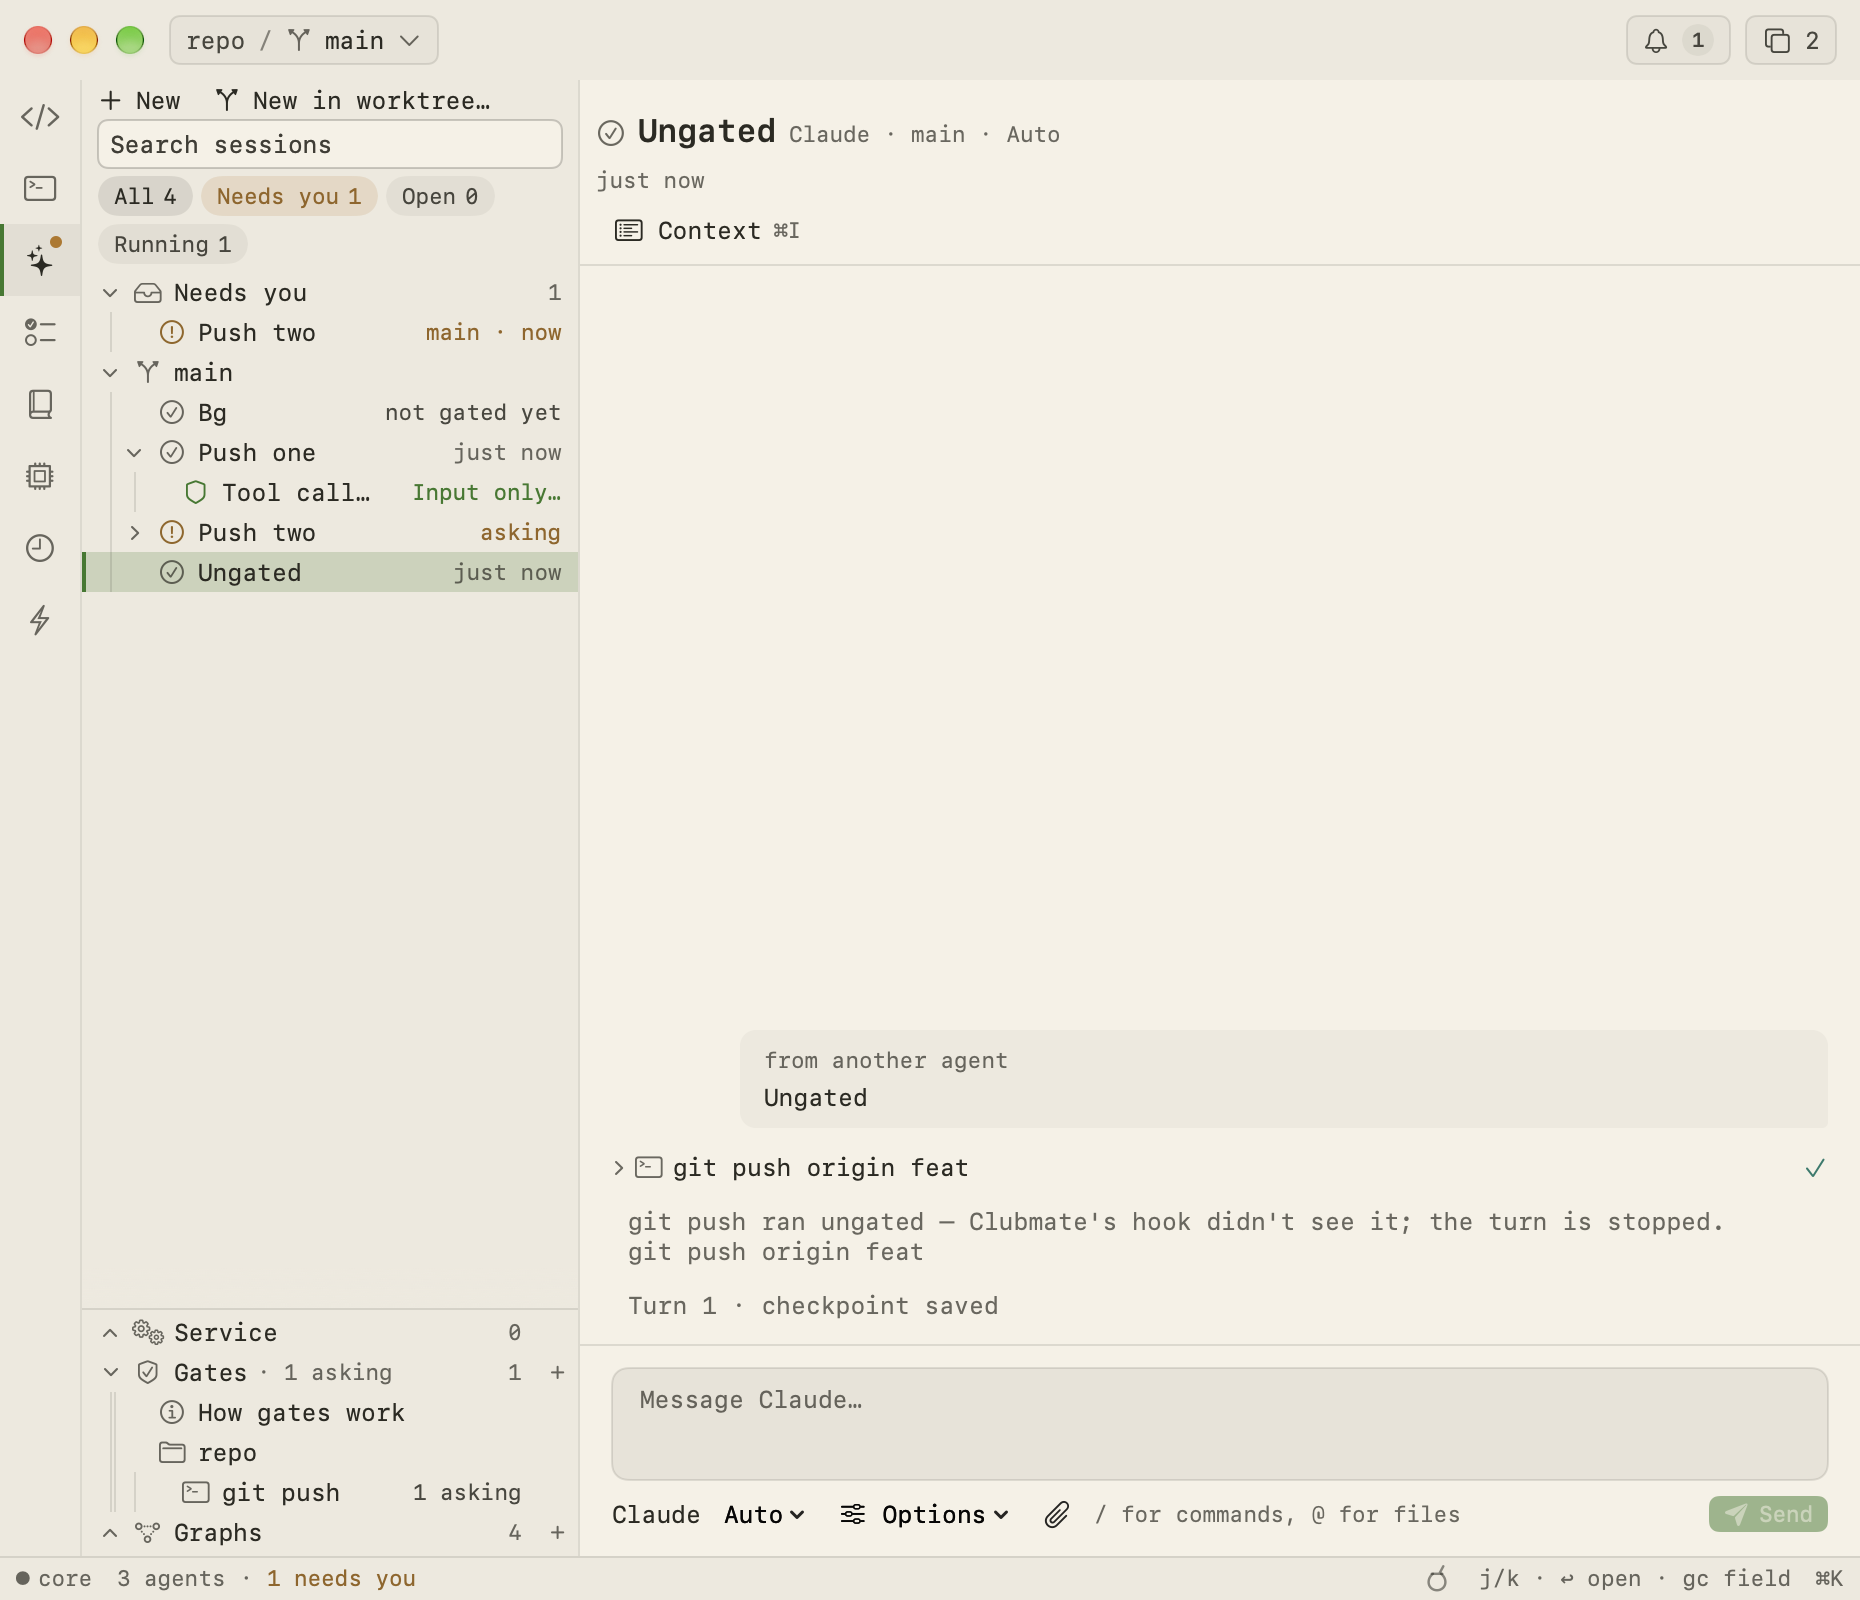 repo / main
1
2
New
New in worktree…
Search sessions
All 4
Needs you 1
Open 0
Running 1
Needs you 1
Push two main · now
main
Bg not gated yet
Push one just now
Tool call… Input only…
Push two asking
Ungated just now
Service 0
Gates · 1 asking 1 +
How gates work
repo
git push 1 asking
Graphs 4 +
Ungated Claude · main · Auto
just now
Context ⌘I
from another agent
Ungated
git push origin feat
git push ran ungated — Clubmate's hook didn't see it; the turn is stopped.
git push origin feat
Turn 1 · checkpoint saved
Message Claude…
Claude Auto Options / for commands, @ for files Send
core 3 agents · 1 needs you
j/k · ↩ open · gc field ⌘K